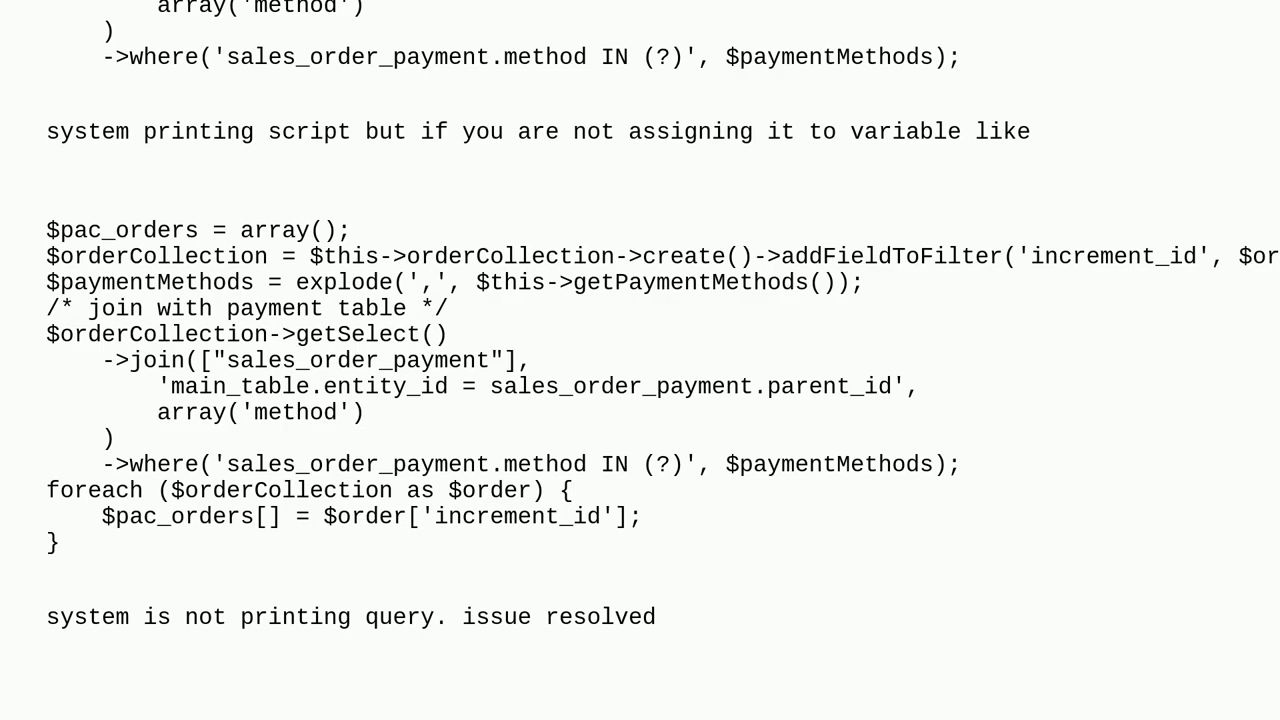 array('method')
)
->where('sales_order_payment.method IN (?)', $paymentMethods);
system printing script but if you are not assigning it to variable like
$pac_orders = array();
$orderCollection = $this->orderCollection->create()->addFieldToFilter('increment_id', $or
$paymentMethods = explode(',', $this->getPaymentMethods());
/* join with payment table */
$orderCollection->getSelect()
->join(["sales_order_payment"],
'main_table.entity_id = sales_order_payment.parent_id',
array('method')
)
->where('sales_order_payment.method IN (?)', $paymentMethods);
foreach ($orderCollection as $order) {
$pac_orders[] = $order['increment_id'];
}
system is not printing query. issue resolved